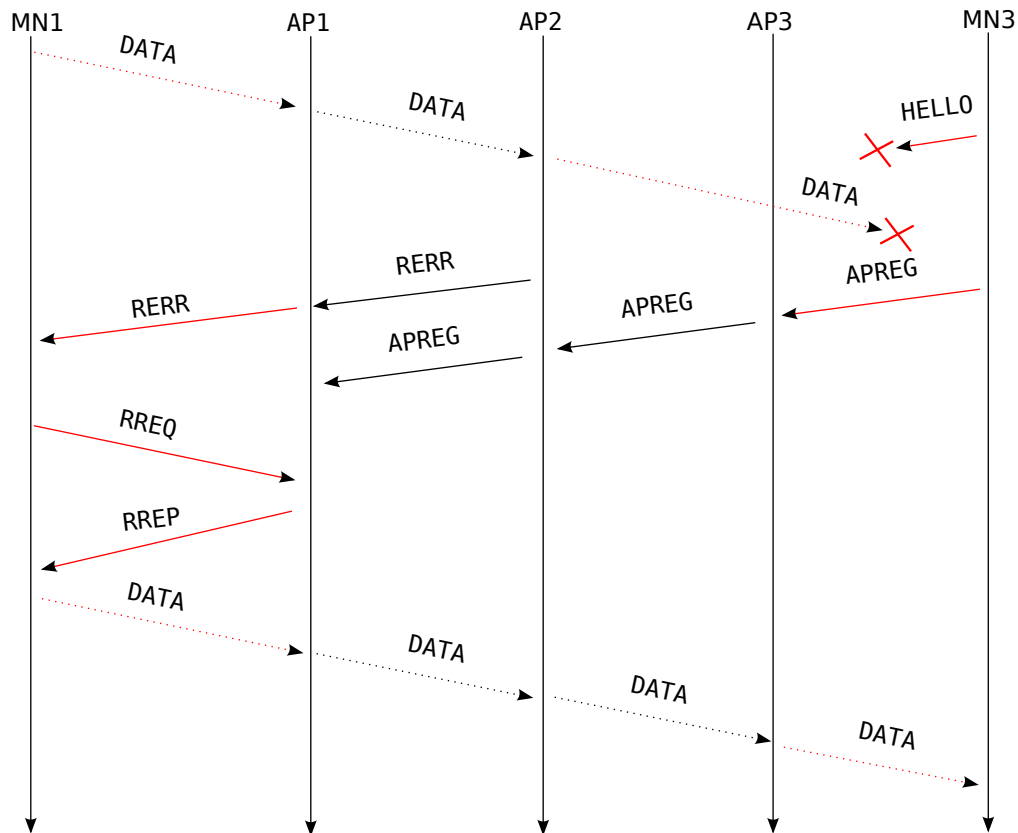 MN1 AP1 AP2 AP3 MN3
DATA
DATA
HELLO
DATA
RERR
APREG
RERR
APREG
APREG
RREQ
RREP
DATA
DATA
DATA
DATA